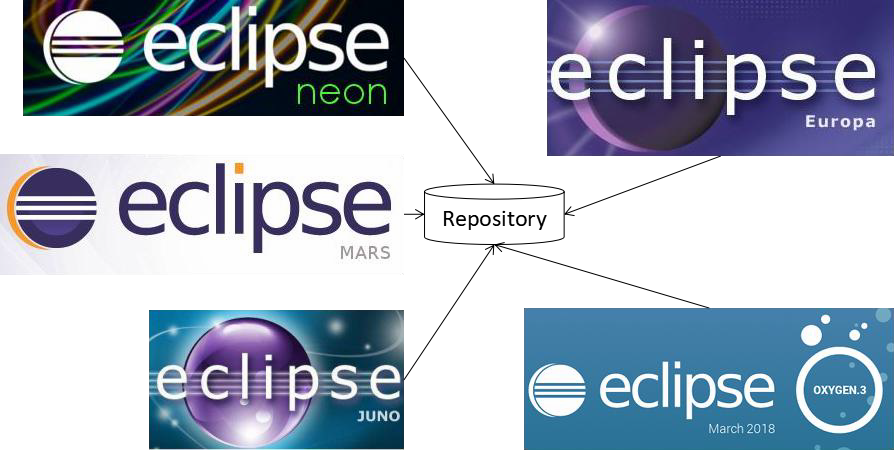 eclipse
neon
eclipse
Europa
eclipse
MARS
Repository
eclipse
JUNO
eclipse
OXYGEN.3
March 2018